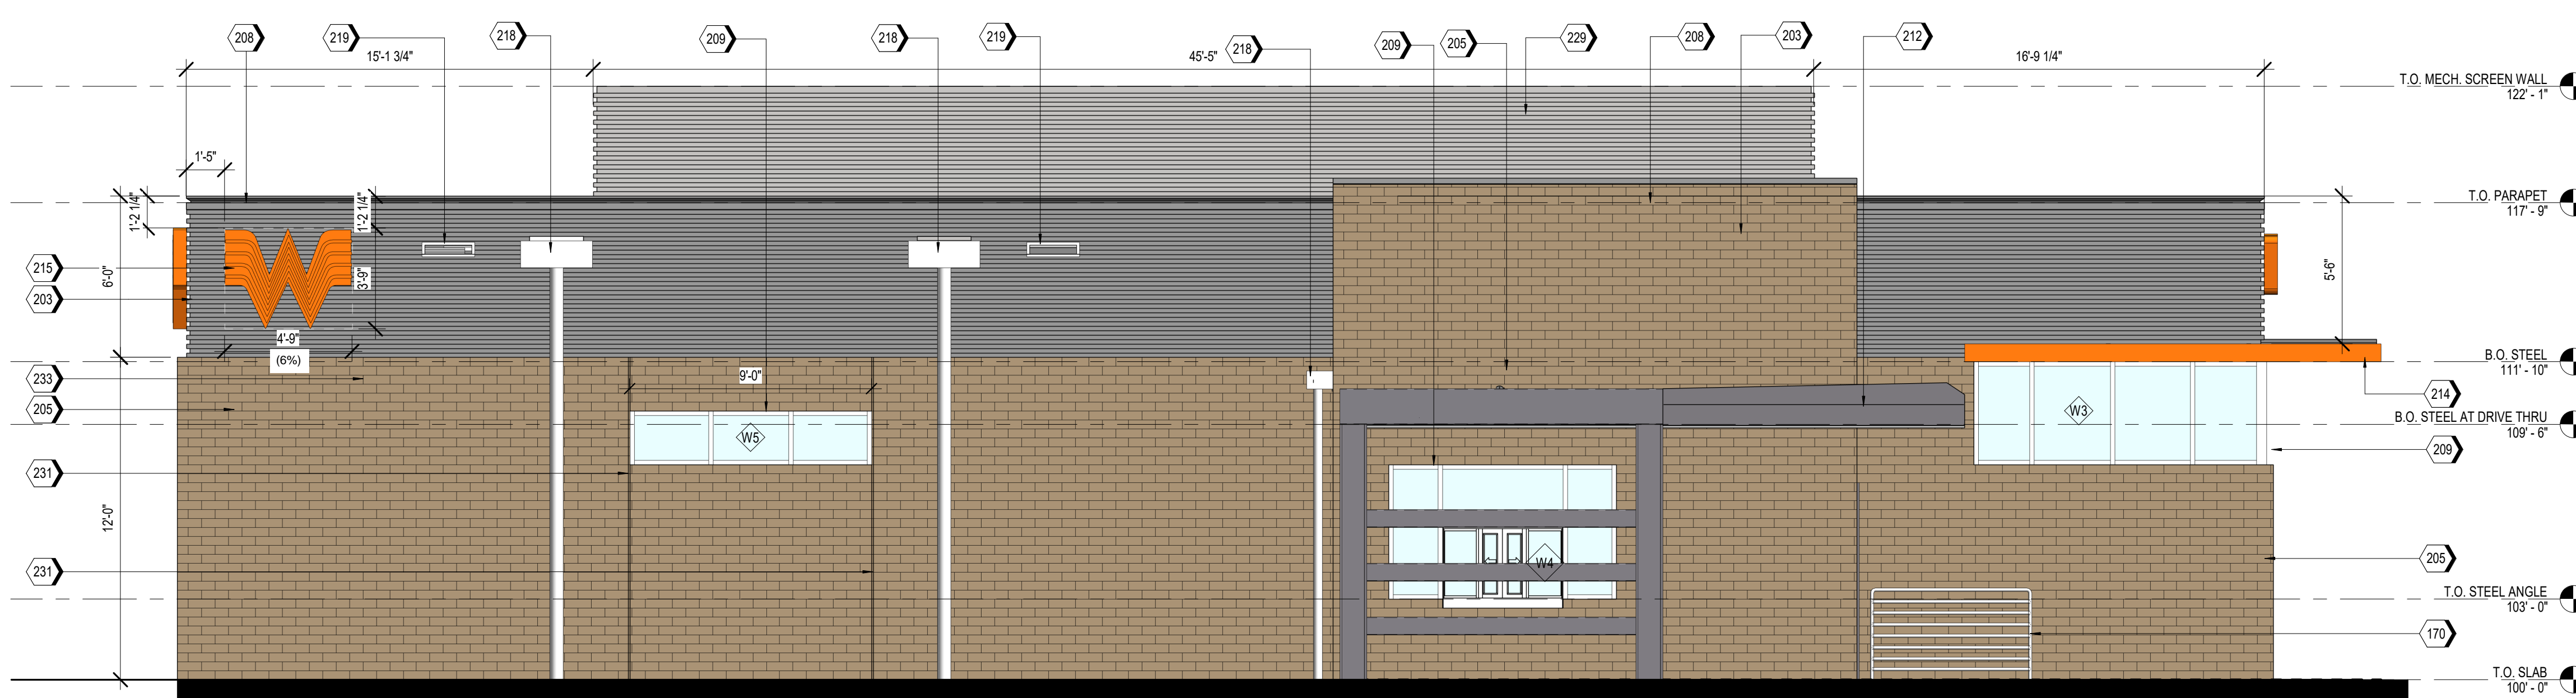 208
219
218
209
218
219
218
209
205
229
208
203
212
15'-1 3/4"
45'-5"
16'-9 1/4"
T.O. MECH. SCREEN WALL
122' - 1"
1'-5"
1'-2 1/4"
1'-2 1/4"
T.O. PARAPET
117' - 9"
215
203
6'-0"
3'-9"
5'-6"
4'-9"
(6%)
B.O. STEEL
111' - 10"
233
205
9'-0"
214
W5
W3
B.O. STEEL AT DRIVE THRU
109' - 6"
209
231
12'-0"
W4
205
231
T.O. STEEL ANGLE
103' - 0"
170
T.O. SLAB
100' - 0"